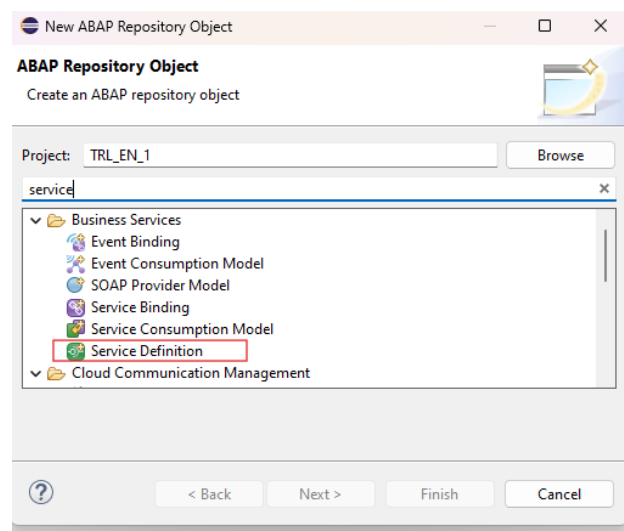 New ABAP Repository Object
ABAP Repository Object
Create an ABAP repository object
Project: TRL_EN_1 Browse
service
Business Services
Event Binding
Event Consumption Model
SOAP Provider Model
Service Binding
Service Consumption Model
Service Definition
Cloud Communication Management
< Back Next > Finish Cancel